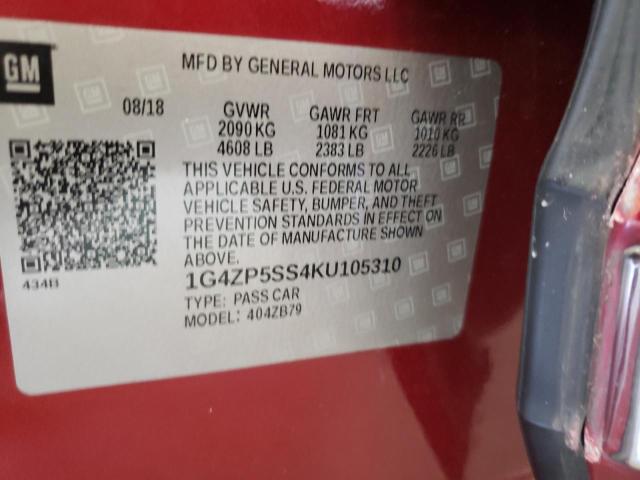 GM
MFD BY GENERAL MOTORS LLC
08/18 GVWR GAWR FRT GAWR RR
2090 KG 1081 KG 1010 KG
4608 LB 2383 LB 2226 LB
THIS VEHICLE CONFORMS TO ALL
APPLICABLE U.S. FEDERAL MOTOR
VEHICLE SAFETY, BUMPER, AND THEFT
PREVENTION STANDARDS IN EFFECT ON
THE DATE OF MANUFACTURE SHOWN
ABOVE.
434B
1G4ZP5SS4KU105310
TYPE: PASS CAR
MODEL: 404ZB79